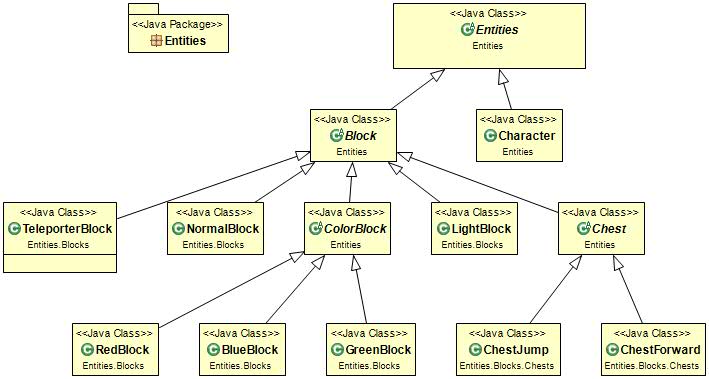 <<Java Package>>
Entities
<<Java Class>>
Entities
Entities
<<Java Class>>
Block
Entities
<<Java Class>>
Character
Entities
<<Java Class>>
TeleporterBlock
Entities.Blocks
<<Java Class>>
NormalBlock
Entities.Blocks
<<Java Class>>
ColorBlock
Entities
<<Java Class>>
LightBlock
Entities.Blocks
<<Java Class>>
Chest
Entities
<<Java Class>>
RedBlock
Entities.Blocks
<<Java Class>>
BlueBlock
Entities.Blocks
<<Java Class>>
GreenBlock
Entities.Blocks
<<Java Class>>
ChestJump
Entities.Blocks.Chests
<<Java Class>>
ChestForward
Entities.Blocks.Chests